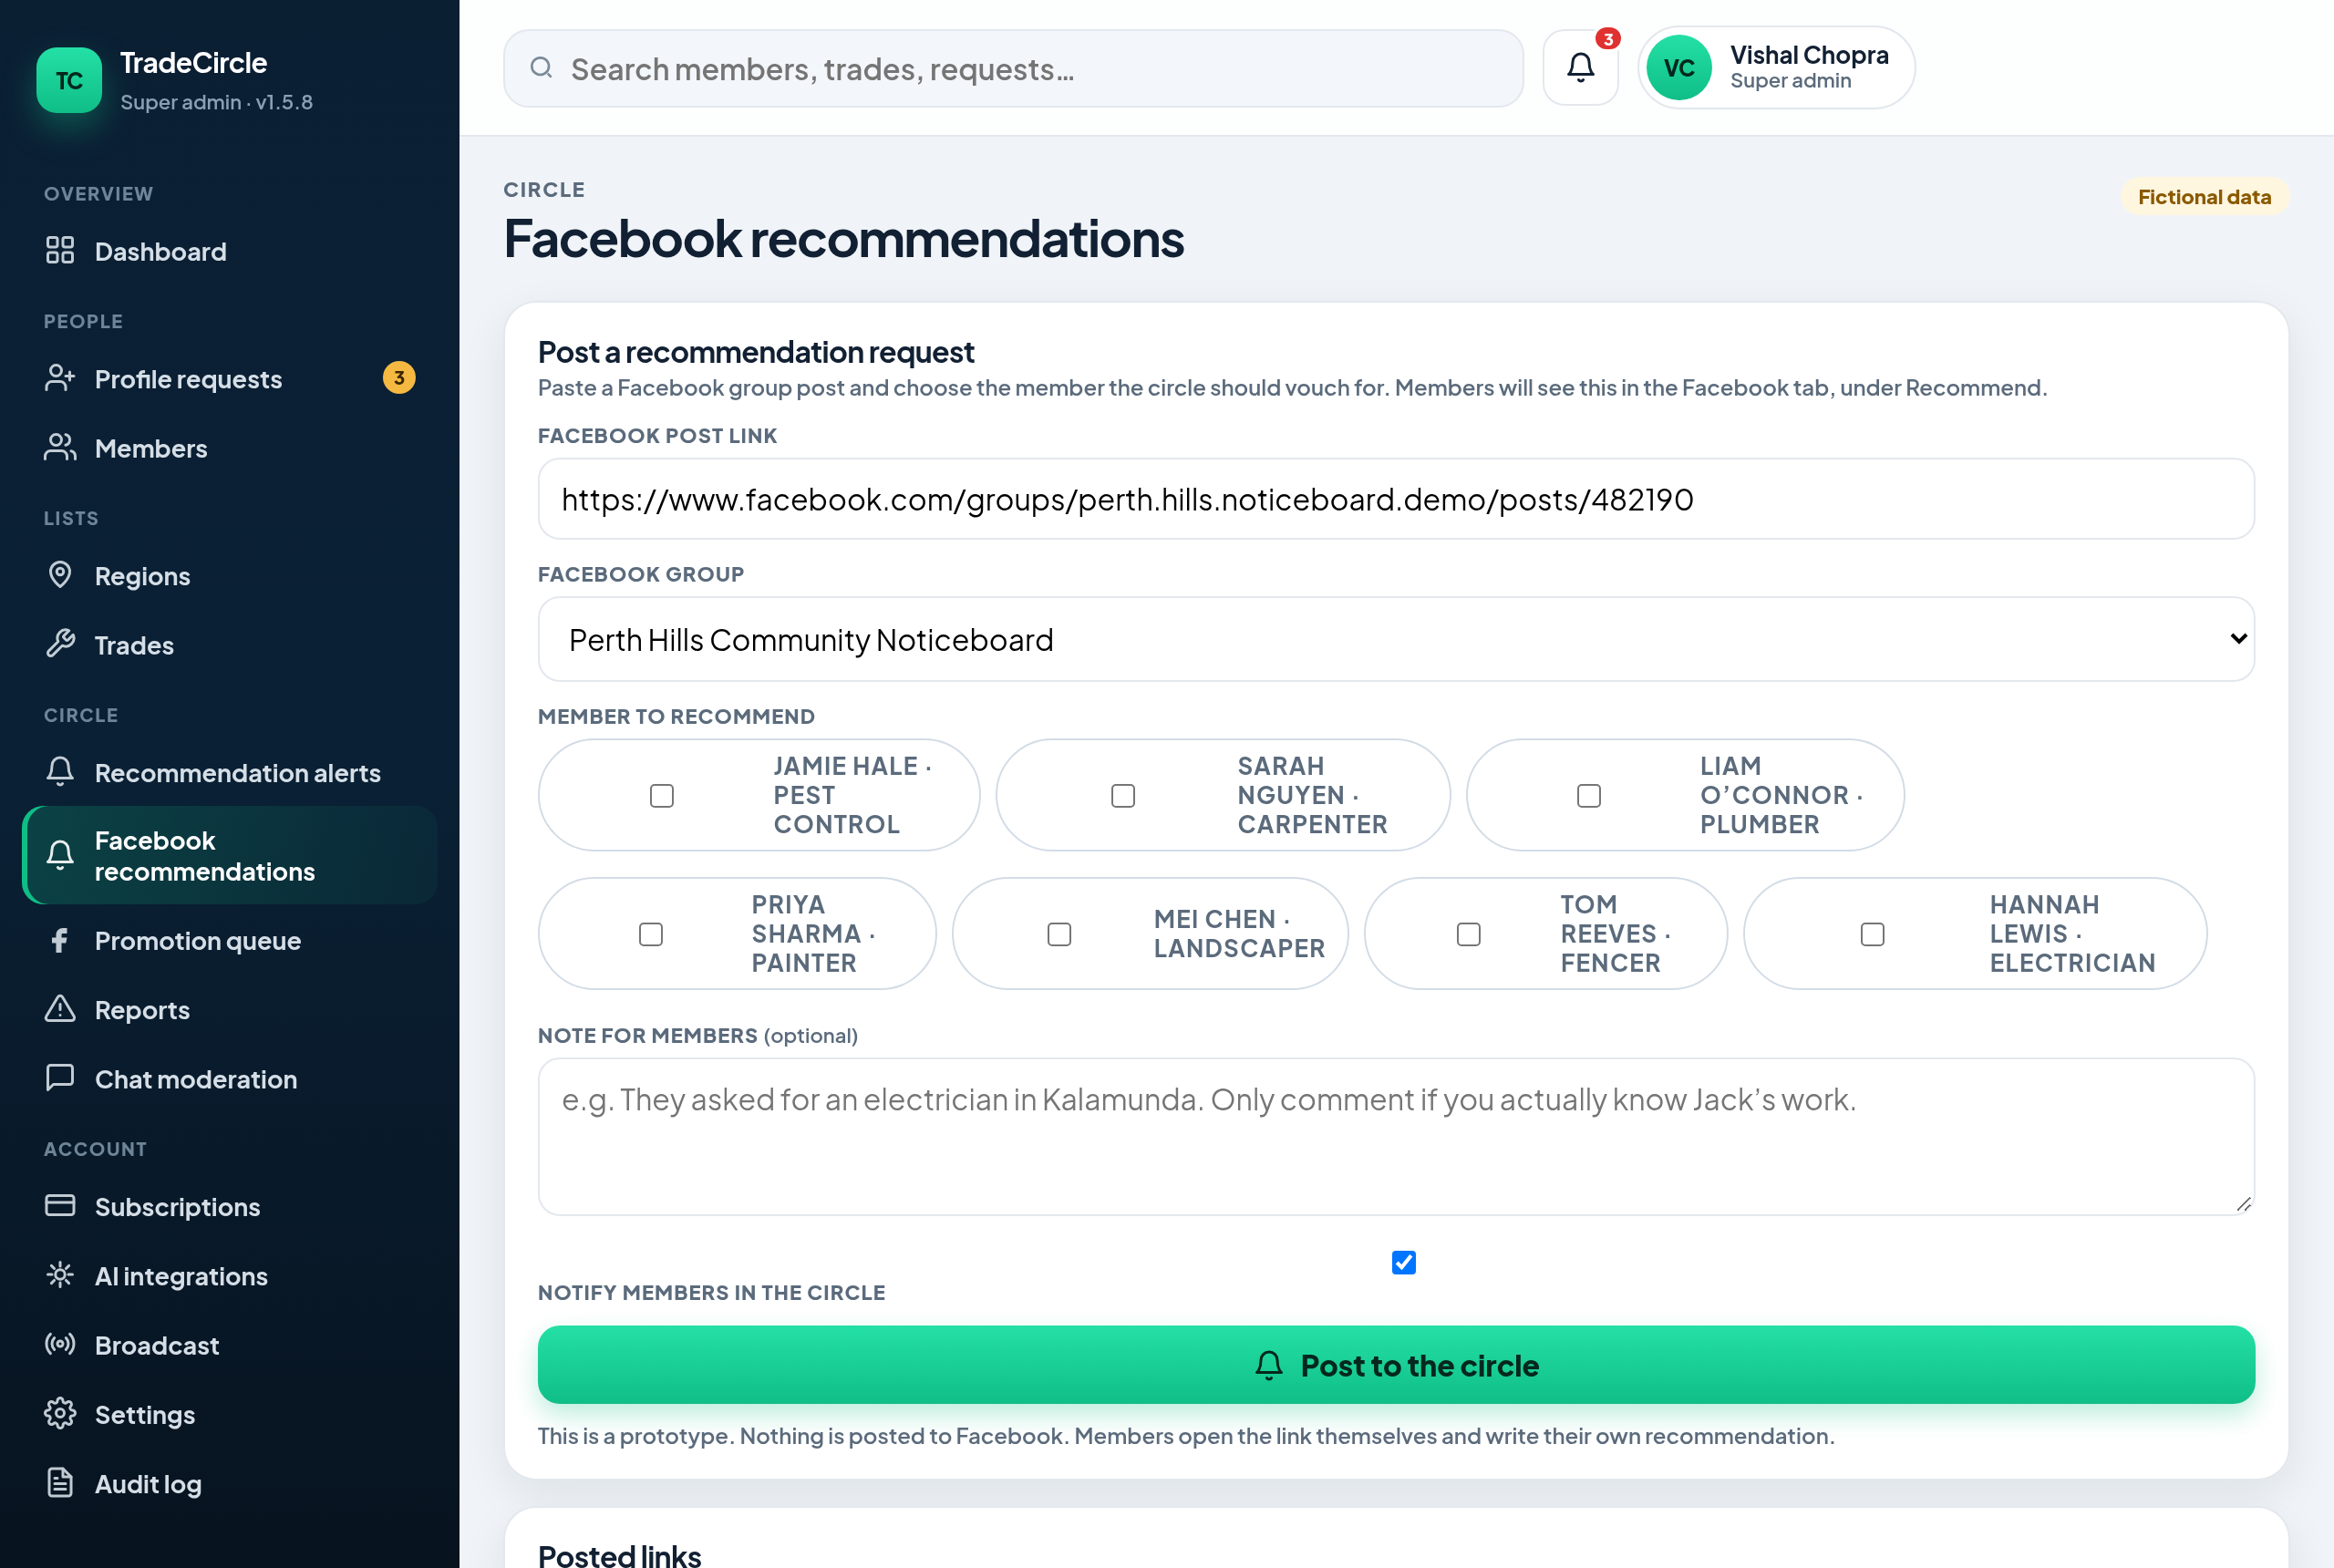 TC
TradeCircle
Super admin · v1.5.8
OVERVIEW
Dashboard
PEOPLE
Profile requests
3
Members
LISTS
Regions
Trades
CIRCLE
Recommendation alerts
Facebook
recommendations
Promotion queue
Reports
Chat moderation
ACCOUNT
Subscriptions
AI integrations
Broadcast
Settings
Audit log
Search members, trades, requests…
3
VC
Vishal Chopra
Super admin
CIRCLE
Facebook recommendations
Fictional data
Post a recommendation request
Paste a Facebook group post and choose the member the circle should vouch for. Members will see this in the Facebook tab, under Recommend.
FACEBOOK POST LINK
https://www.facebook.com/groups/perth.hills.noticeboard.demo/posts/482190
FACEBOOK GROUP
Perth Hills Community Noticeboard
MEMBER TO RECOMMEND
JAMIE HALE ·
PEST
CONTROL
SARAH
NGUYEN ·
CARPENTER
LIAM
O’CONNOR ·
PLUMBER
PRIYA
SHARMA ·
PAINTER
MEI CHEN ·
LANDSCAPER
TOM
REEVES ·
FENCER
HANNAH
LEWIS ·
ELECTRICIAN
NOTE FOR MEMBERS (optional)
e.g. They asked for an electrician in Kalamunda. Only comment if you actually know Jack’s work.
NOTIFY MEMBERS IN THE CIRCLE
Post to the circle
This is a prototype. Nothing is posted to Facebook. Members open the link themselves and write their own recommendation.
Posted links